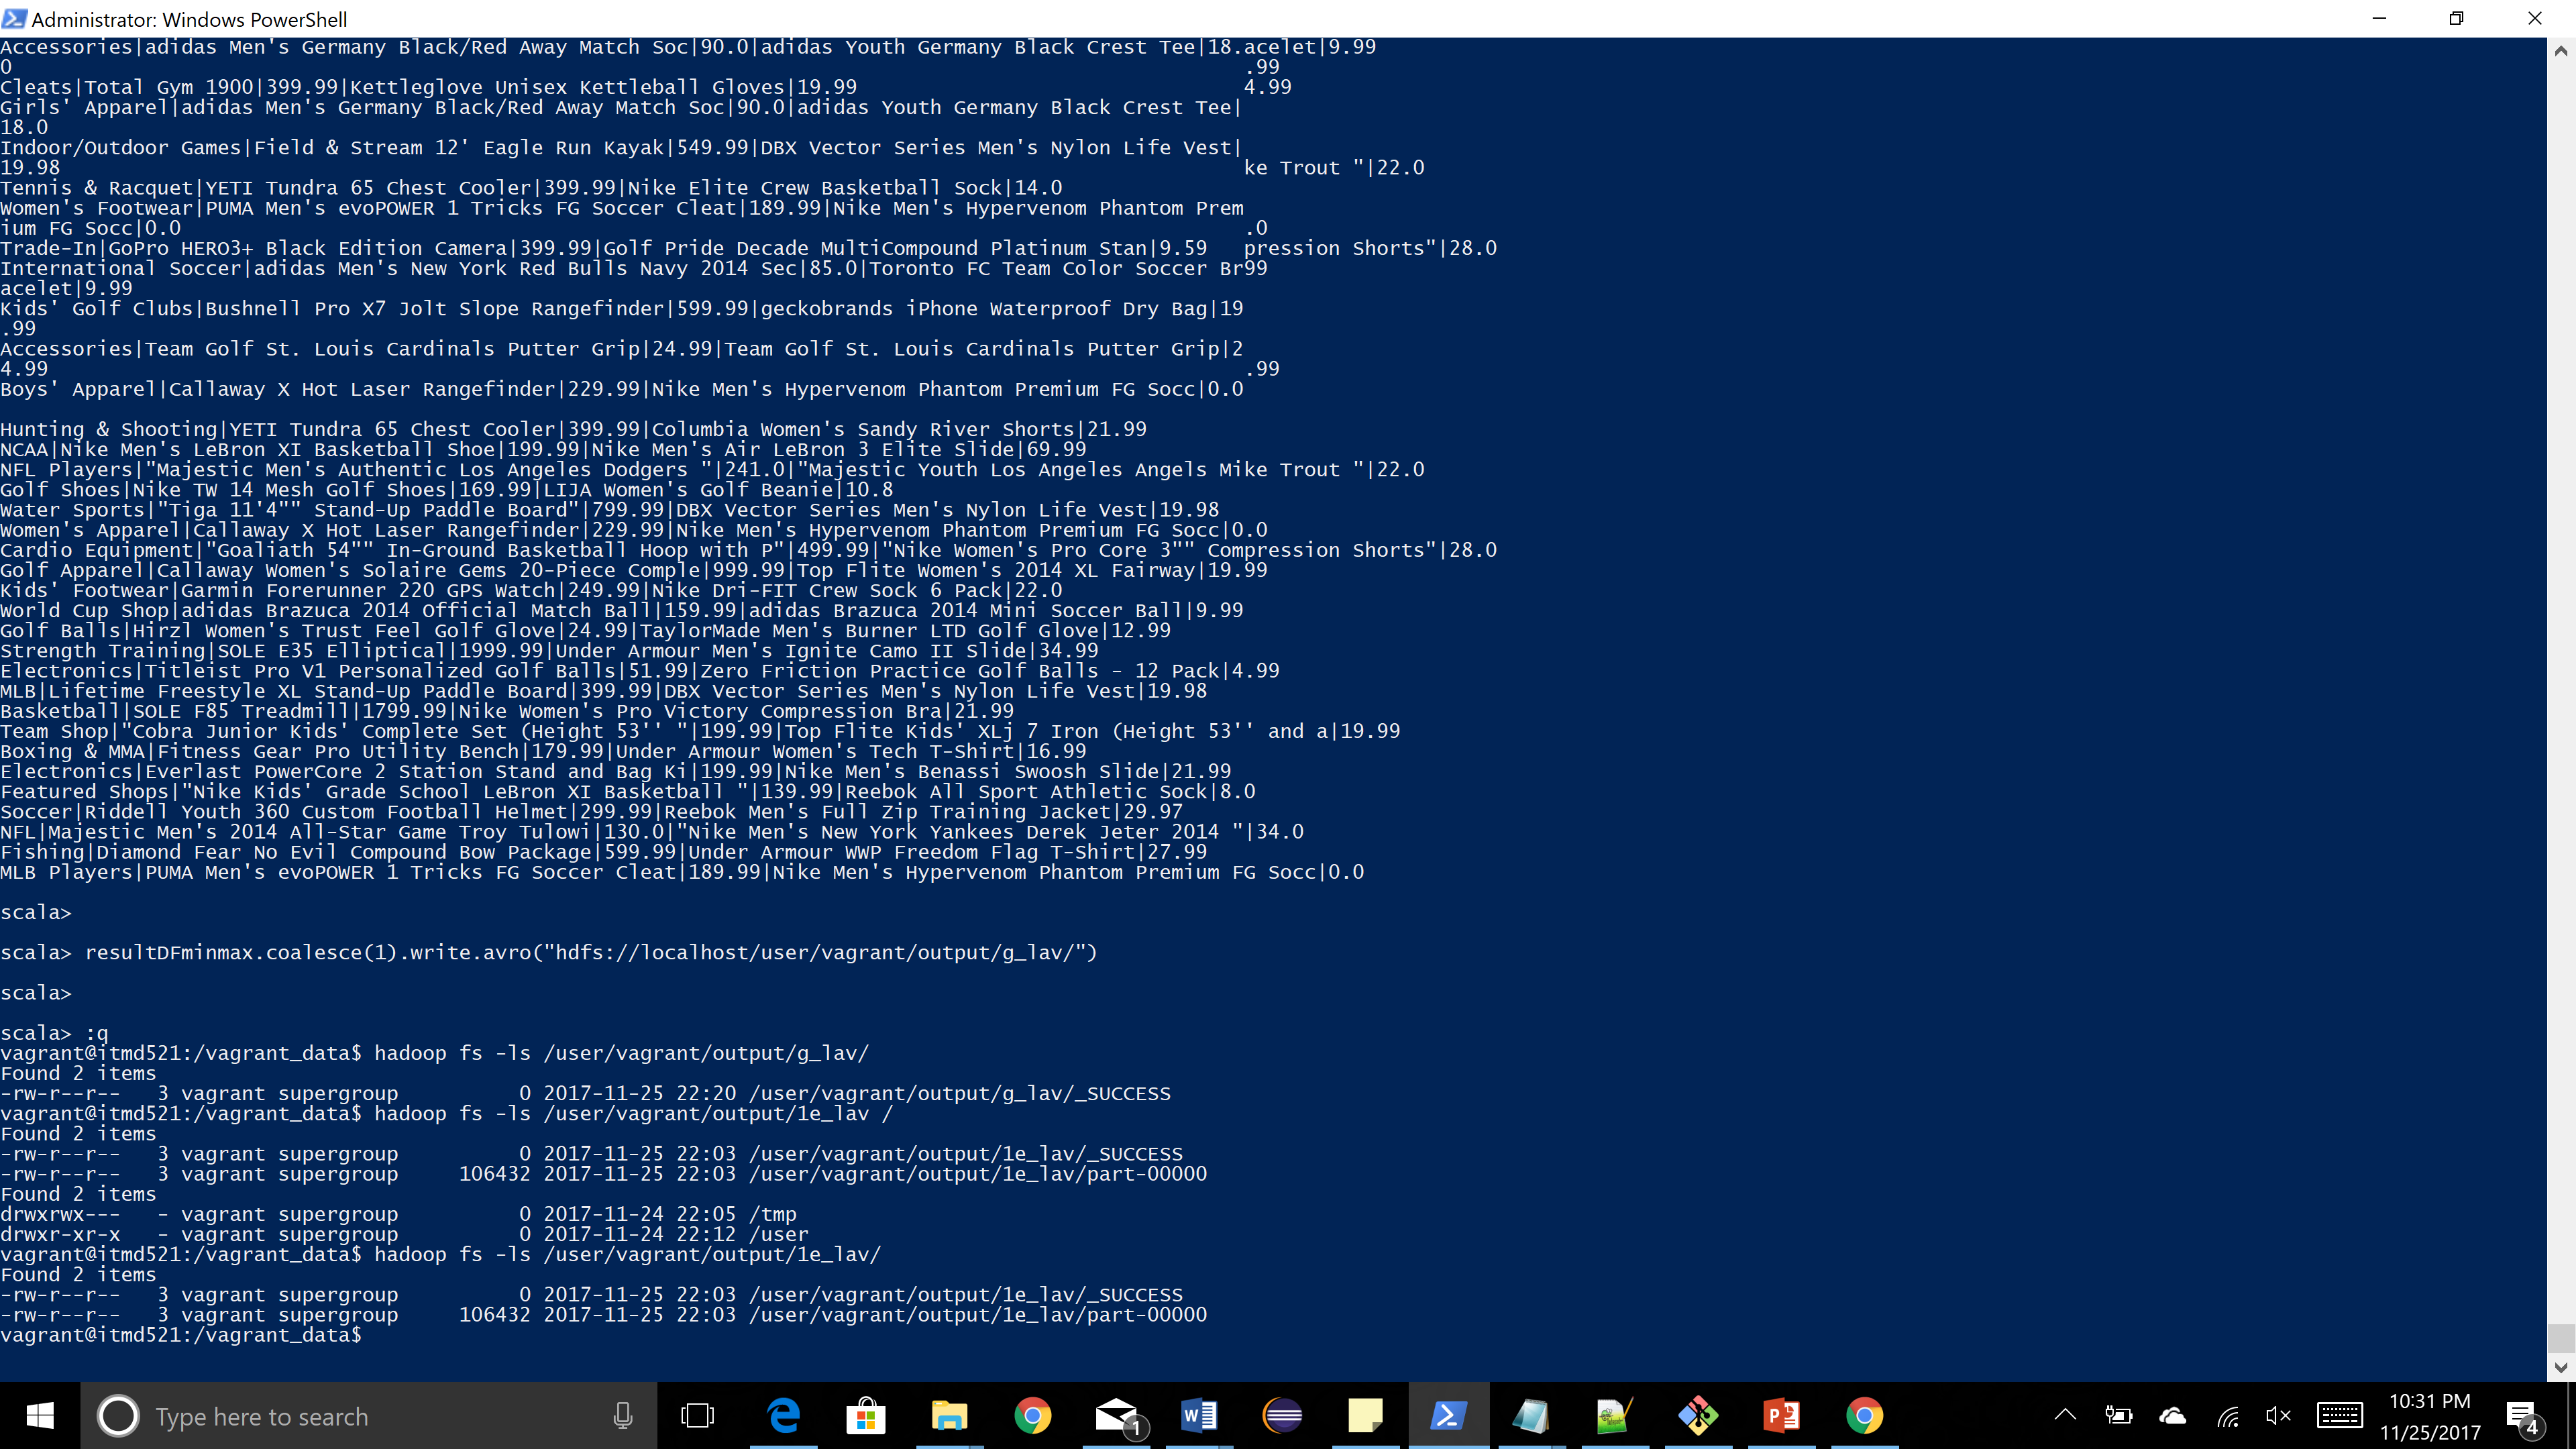 Administrator: Windows PowerShell
Accessories|adidas Men's Germany Black/Red Away Match Soc|90.0|adidas Youth Germany Black Crest Tee|18.acelet|9.99
0
.99
Cleats|Total Gym 1900|399.99|Kettleglove Unisex Kettleball Gloves|19.99 4.99
Girls' Apparel|adidas Men's Germany Black/Red Away Match Soc|90.0|adidas Youth Germany Black Crest Tee|
18.0
Indoor/Outdoor Games|Field & Stream 12' Eagle Run Kayak|549.99|DBX Vector Series Men's Nylon Life Vest|
19.98 ke Trout "|22.0
Tennis & Racquet|YETI Tundra 65 Chest Cooler|399.99|Nike Elite Crew Basketball Sock|14.0
Women's Footwear|PUMA Men's evoPOWER 1 Tricks FG Soccer Cleat|189.99|Nike Men's Hypervenom Phantom Prem
ium FG Socc|0.0 .0
Trade-In|GoPro HERO3+ Black Edition Camera|399.99|Golf Pride Decade MultiCompound Platinum Stan|9.59 pression Shorts"|28.0
International Soccer|adidas Men's New York Red Bulls Navy 2014 Sec|85.0|Toronto FC Team Color Soccer Br99
acelet|9.99
Kids' Golf Clubs|Bushnell Pro X7 Jolt Slope Rangefinder|599.99|geckobrands iPhone Waterproof Dry Bag|19
.99
Accessories|Team Golf St. Louis Cardinals Putter Grip|24.99|Team Golf St. Louis Cardinals Putter Grip|2
4.99 .99
Boys' Apparel|Callaway X Hot Laser Rangefinder|229.99|Nike Men's Hypervenom Phantom Premium FG Socc|0.0
Hunting & Shooting|YETI Tundra 65 Chest Cooler|399.99|Columbia Women's Sandy River Shorts|21.99
NCAA|Nike Men's LeBron XI Basketball Shoe|199.99|Nike Men's Air LeBron 3 Elite Slide|69.99
NFL Players|"Majestic Men's Authentic Los Angeles Dodgers "|241.0|"Majestic Youth Los Angeles Angels Mike Trout "|22.0
Golf Shoes|Nike TW 14 Mesh Golf Shoes|169.99|LIJA Women's Golf Beanie|10.8
Water Sports|"Tiga 11'4"" Stand-Up Paddle Board"|799.99|DBX Vector Series Men's Nylon Life Vest|19.98
Women's Apparel|Callaway X Hot Laser Rangefinder|229.99|Nike Men's Hypervenom Phantom Premium FG Socc|0.0
Cardio Equipment|"Goaliath 54"" In-Ground Basketball Hoop with P"|499.99|"Nike Women's Pro Core 3"" Compression Shorts"|28.0
Golf Apparel|Callaway Women's Solaire Gems 20-Piece Comple|999.99|Top Flite Women's 2014 XL Fairway|19.99
Kids' Footwear|Garmin Forerunner 220 GPS Watch|249.99|Nike Dri-FIT Crew Sock 6 Pack|22.0
World Cup Shop|adidas Brazuca 2014 Official Match Ball|159.99|adidas Brazuca 2014 Mini Soccer Ball|9.99
Golf Balls|Hirzl Women's Trust Feel Golf Glove|24.99|TaylorMade Men's Burner LTD Golf Glove|12.99
Strength Training|SOLE E35 Elliptical|1999.99|Under Armour Men's Ignite Camo II Slide|34.99
Electronics|Titleist Pro V1 Personalized Golf Balls|51.99|Zero Friction Practice Golf Balls - 12 Pack|4.99
MLB|Lifetime Freestyle XL Stand-Up Paddle Board|399.99|DBX Vector Series Men's Nylon Life Vest|19.98
Basketball|SOLE F85 Treadmill|1799.99|Nike Women's Pro Victory Compression Bra|21.99
Team Shop|"Cobra Junior Kids' Complete Set (Height 53'' "|199.99|Top Flite Kids' XLj 7 Iron (Height 53'' and a|19.99
Boxing & MMA|Fitness Gear Pro Utility Bench|179.99|Under Armour Women's Tech T-Shirt|16.99
Electronics|Everlast PowerCore 2 Station Stand and Bag Ki|199.99|Nike Men's Benassi Swoosh Slide|21.99
Featured Shops|"Nike Kids' Grade School LeBron XI Basketball "|139.99|Reebok All Sport Athletic Sock|8.0
Soccer|Riddell Youth 360 Custom Football Helmet|299.99|Reebok Men's Full Zip Training Jacket|29.97
NFL|Majestic Men's 2014 All-Star Game Troy Tulowi|130.0|"Nike Men's New York Yankees Derek Jeter 2014 "|34.0
Fishing|Diamond Fear No Evil Compound Bow Package|599.99|Under Armour WWP Freedom Flag T-Shirt|27.99
MLB Players|PUMA Men's evoPOWER 1 Tricks FG Soccer Cleat|189.99|Nike Men's Hypervenom Phantom Premium FG Socc|0.0
scala>
scala> resultDFminmax.coalesce(1).write.avro("hdfs://localhost/user/vagrant/output/g_lav/")
scala>
scala> :q
vagrant@itmd521:/vagrant_data$ hadoop fs -ls /user/vagrant/output/g_lav/
Found 2 items
-rw-r--r-- 3 vagrant supergroup 0 2017-11-25 22:20 /user/vagrant/output/g_lav/_SUCCESS
vagrant@itmd521:/vagrant_data$ hadoop fs -ls /user/vagrant/output/1e_lav /
Found 2 items
-rw-r--r-- 3 vagrant supergroup 0 2017-11-25 22:03 /user/vagrant/output/1e_lav/_SUCCESS
-rw-r--r-- 3 vagrant supergroup 106432 2017-11-25 22:03 /user/vagrant/output/1e_lav/part-00000
Found 2 items
drwxrwx--- - vagrant supergroup 0 2017-11-24 22:05 /tmp
drwxr-xr-x - vagrant supergroup 0 2017-11-24 22:12 /user
vagrant@itmd521:/vagrant_data$ hadoop fs -ls /user/vagrant/output/1e_lav/
Found 2 items
-rw-r--r-- 3 vagrant supergroup 0 2017-11-25 22:03 /user/vagrant/output/1e_lav/_SUCCESS
-rw-r--r-- 3 vagrant supergroup 106432 2017-11-25 22:03 /user/vagrant/output/1e_lav/part-00000
vagrant@itmd521:/vagrant_data$
Type here to search
1
10:31 PM
11/25/2017
4